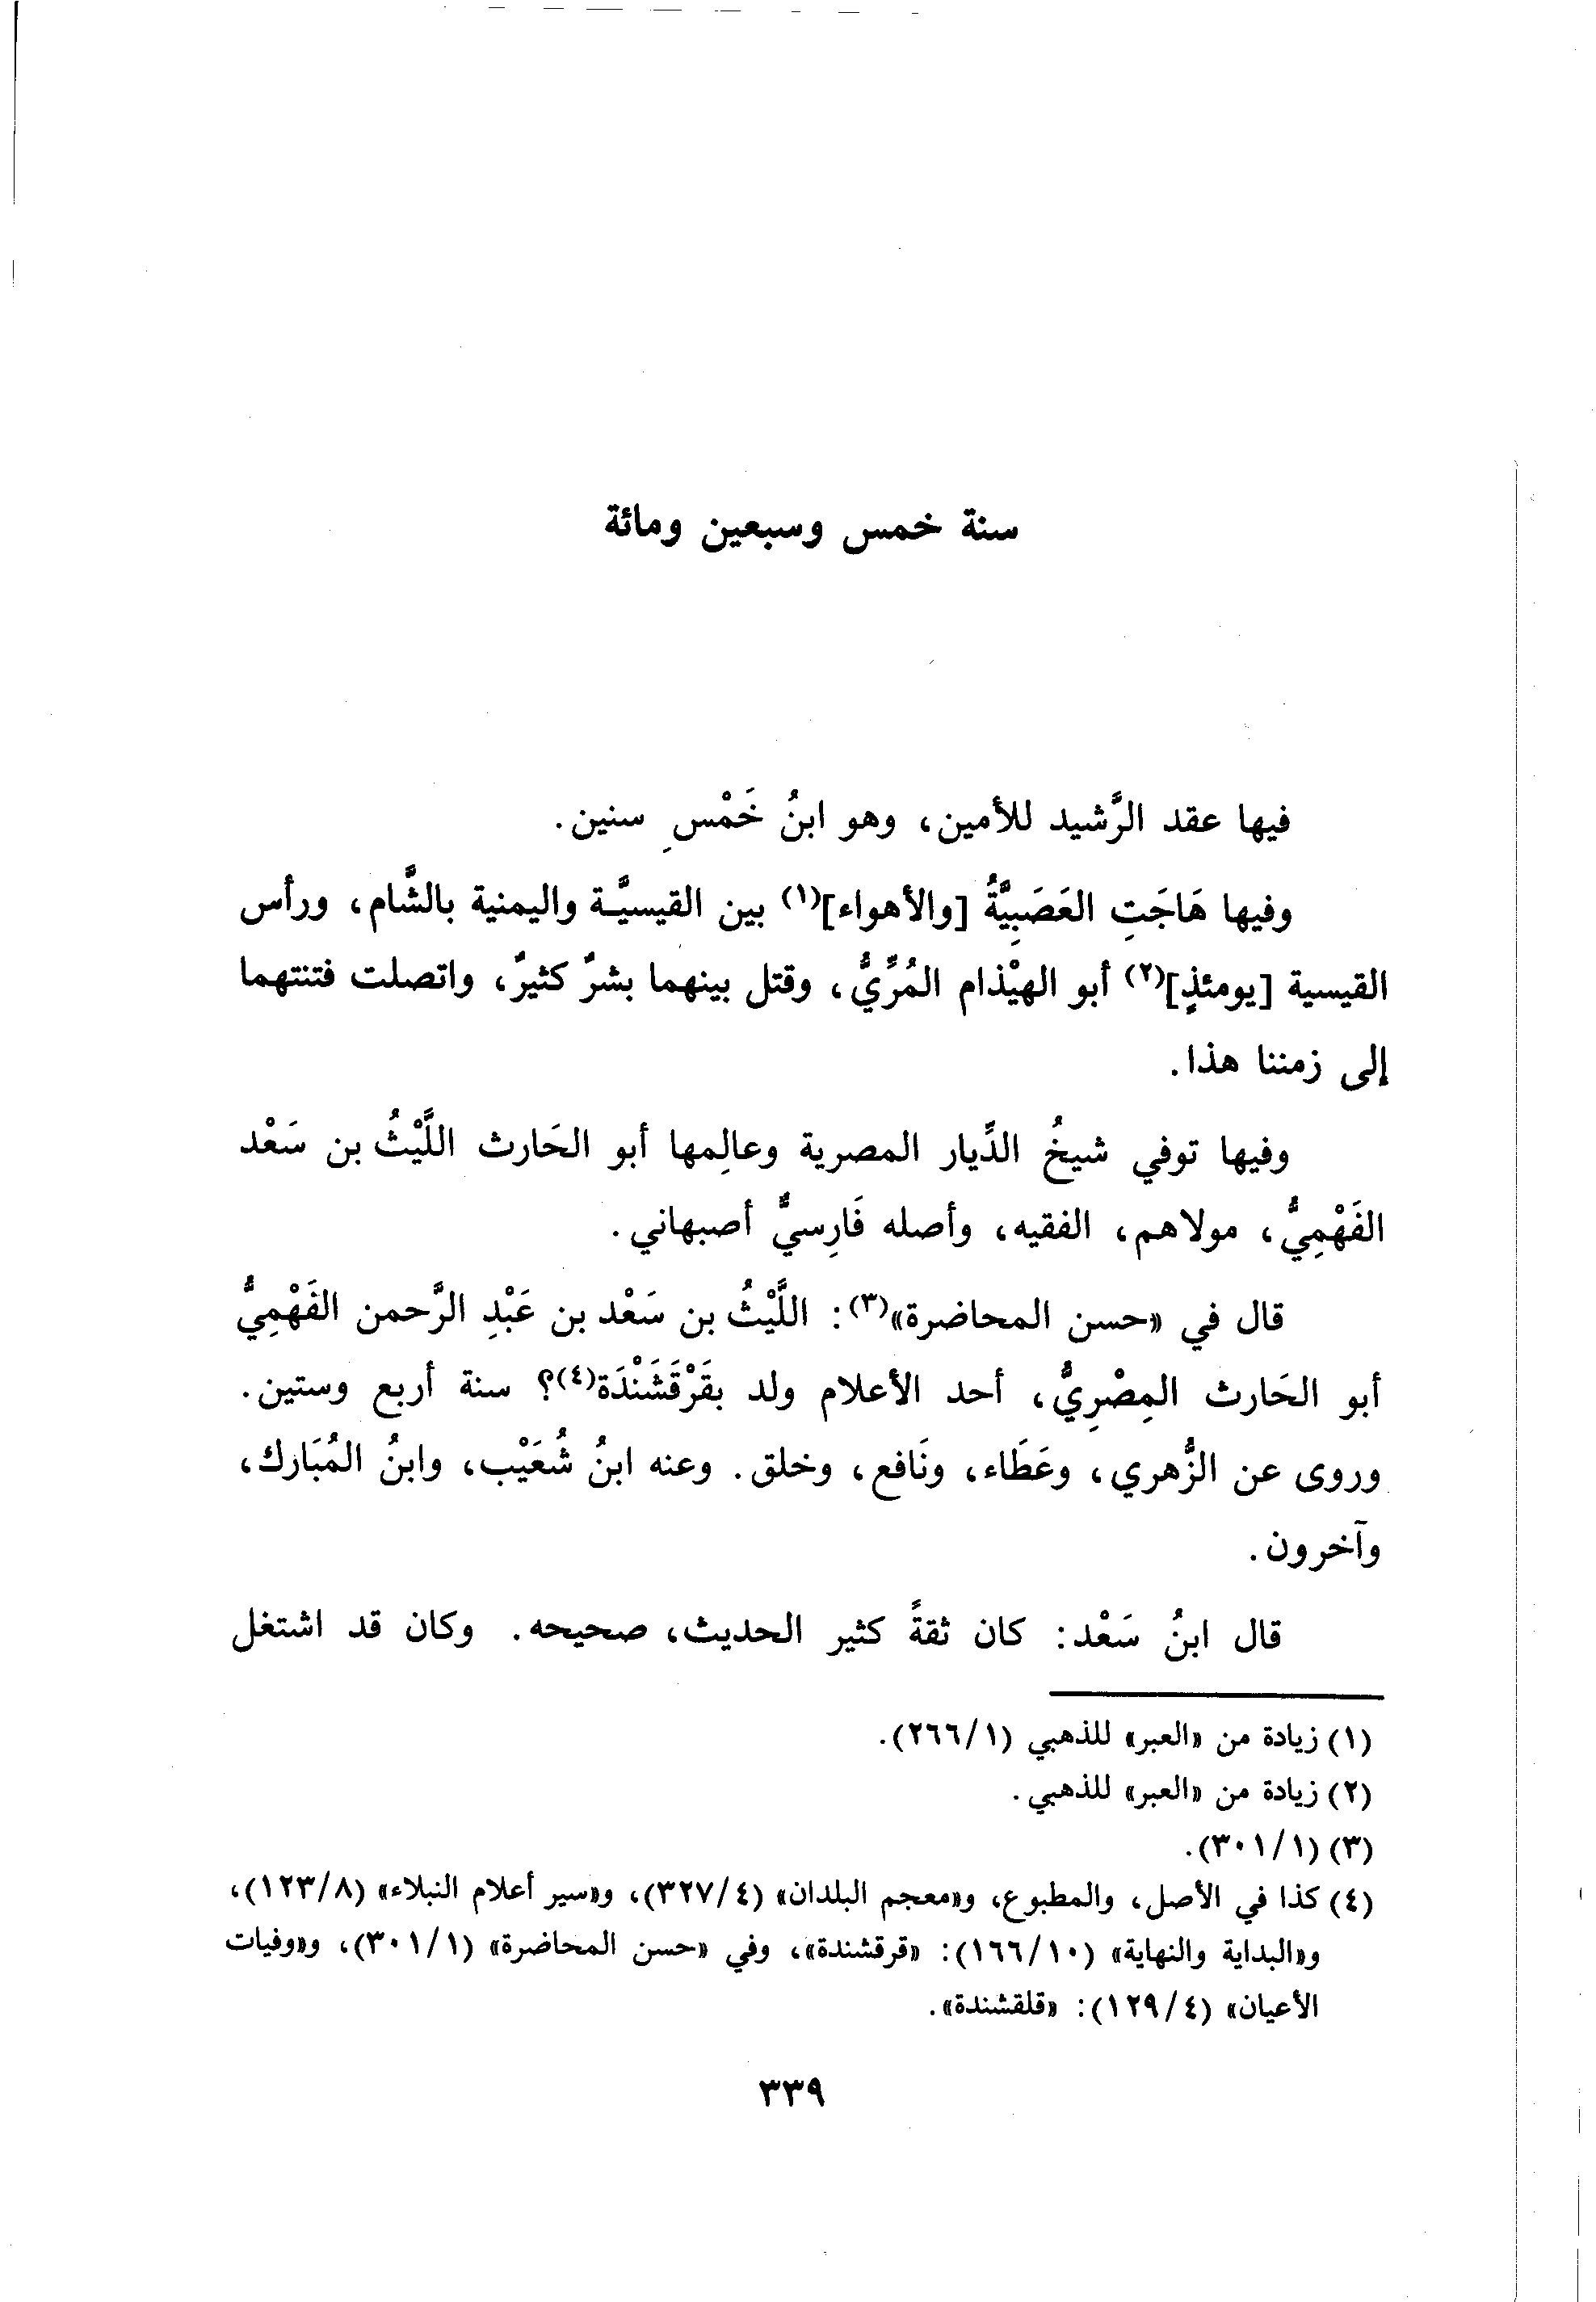 سنة خمس وسبعين ومائة
فيها عقد الرَّشيد للأمين، وهو ابنُ خَمْسِ سنين.
وفيها هَاجَتِ العَصَبِيَّةُ [والأهواء](١) بين القيسيَّة واليمنية بالشَّام، ورأس
القيسية [يومئذٍ](٢) أبو الهيْذام المُرِّيُّ، وقتل بينهما بشرٌ كثيرٌ، واتصلت فتنتهما
إلى زمننا هذا.
وفيها توفي شيخُ الدِّيار المصرية وعالِمها أبو الحَارث اللَّيْثُ بن سَعْد
الفَهْمِيُّ، مولاهم، الفقيه، وأصله فَارِسيٌّ أصبهاني.
قال في «حسن المحاضرة»(٣): اللَّيْثُ بن سَعْد بن عَبْدِ الرَّحمن الفَهْمِيُّ
أبو الحَارث المِصْرِيُّ، أحد الأعلام ولد بقَرْقَشَنْدَة(٤)؟ سنة أربع وستين.
وروى عن الزُّهري، وعَطَاء، ونَافع، وخلق. وعنه ابنُ شُعَيْب، وابنُ المُبَارك،
وآخرون.
قال ابنُ سَعْد: كان ثقةً كثير الحديث، صحيحه. وكان قد اشتغل
(١) زيادة من «العبر» للذهبي (٢٦٦/١).
(٢) زيادة من «العبر» للذهبي.
(٣) (٣٠١/١).
(٤) كذا في الأصل، والمطبوع، و«معجم البلدان» (٣٢٧/٤)، و«سير أعلام النبلاء» (١٢٣/٨)،
و«البداية والنهاية» (١٦٦/١٠): «قرقشندة»، وفي «حسن المحاضرة» (٣٠١/١)، و«وفيات
الأعيان» (١٢٩/٤): «قلقشندة».
٣٣٩